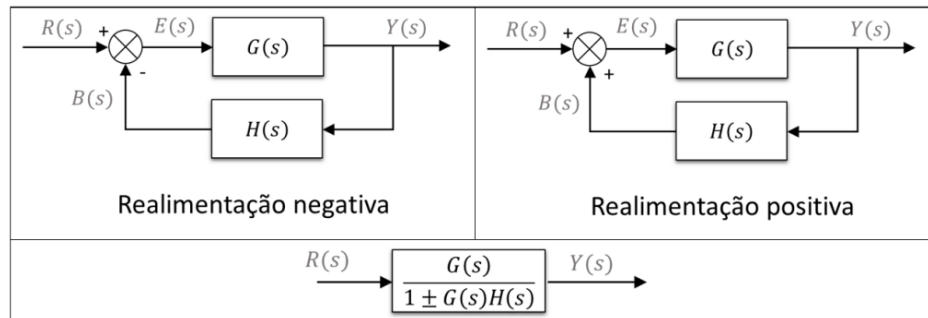 R(s) + E(s) G(s) Y(s)
-
B(s)
H(s)
Realimentação negativa
R(s) + E(s) G(s) Y(s)
+
B(s)
H(s)
Realimentação positiva
R(s) G(s) Y(s)
1 ± G(s)H(s)